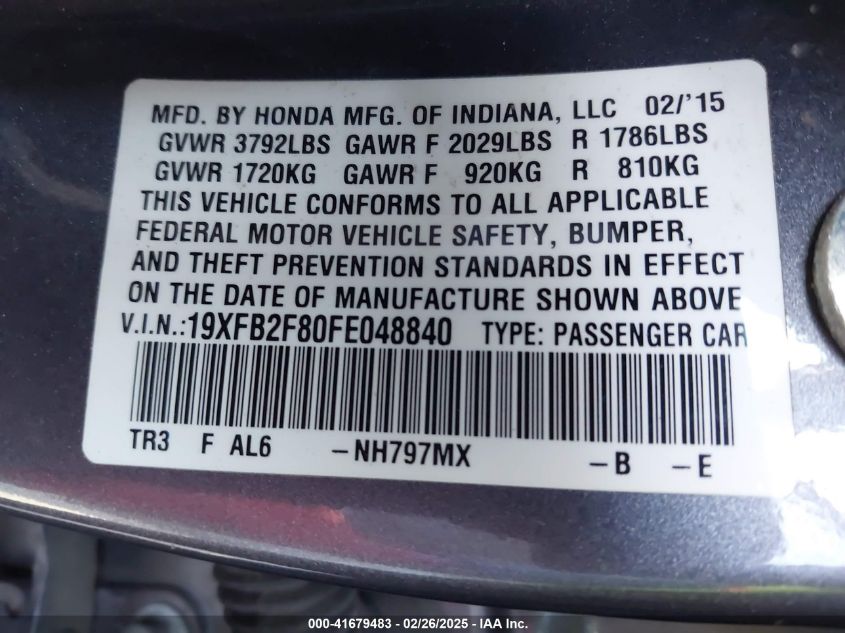 MFD. BY HONDA MFG. OF INDIANA, LLC 02/'15
GVWR 3792LBS GAWR F 2029LBS R 1786LBS
GVWR 1720KG GAWR F 920KG R 810KG
THIS VEHICLE CONFORMS TO ALL APPLICABLE
FEDERAL MOTOR VEHICLE SAFETY, BUMPER,
AND THEFT PREVENTION STANDARDS IN EFFECT
ON THE DATE OF MANUFACTURE SHOWN ABOVE
V.I.N.:19XFB2F80FE048840 TYPE: PASSENGER CAR
TR3 F AL6 -NH797MX -B -E
000-41679483 - 02/26/2025 - IAA Inc.